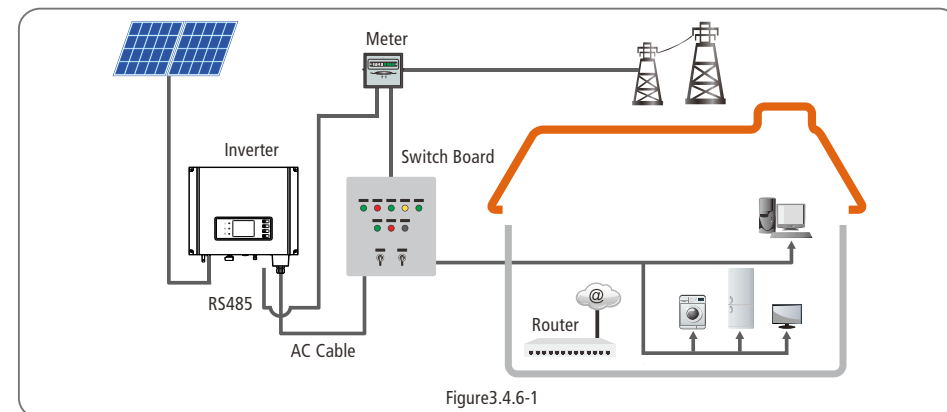 Meter
Inverter
Switch Board
RS485
@
Router
AC Cable
Figure3.4.6-1